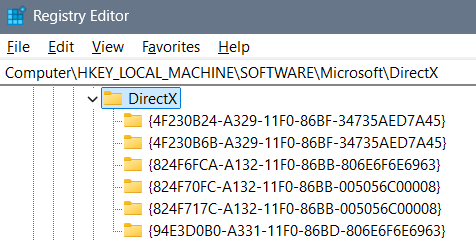 Registry Editor
File Edit View Favorites Help
Computer\HKEY_LOCAL_MACHINE\SOFTWARE\Microsoft\DirectX
DirectX
{4F230B24-A329-11F0-86BF-34735AED7A45}
{4F230B6B-A329-11F0-86BF-34735AED7A45}
{824F6FCA-A132-11F0-86BB-806E6F6E6963}
{824F70FC-A132-11F0-86BB-005056C00008}
{824F717C-A132-11F0-86BB-005056C00008}
{94E3D0B0-A331-11F0-86BD-806E6F6E6963}